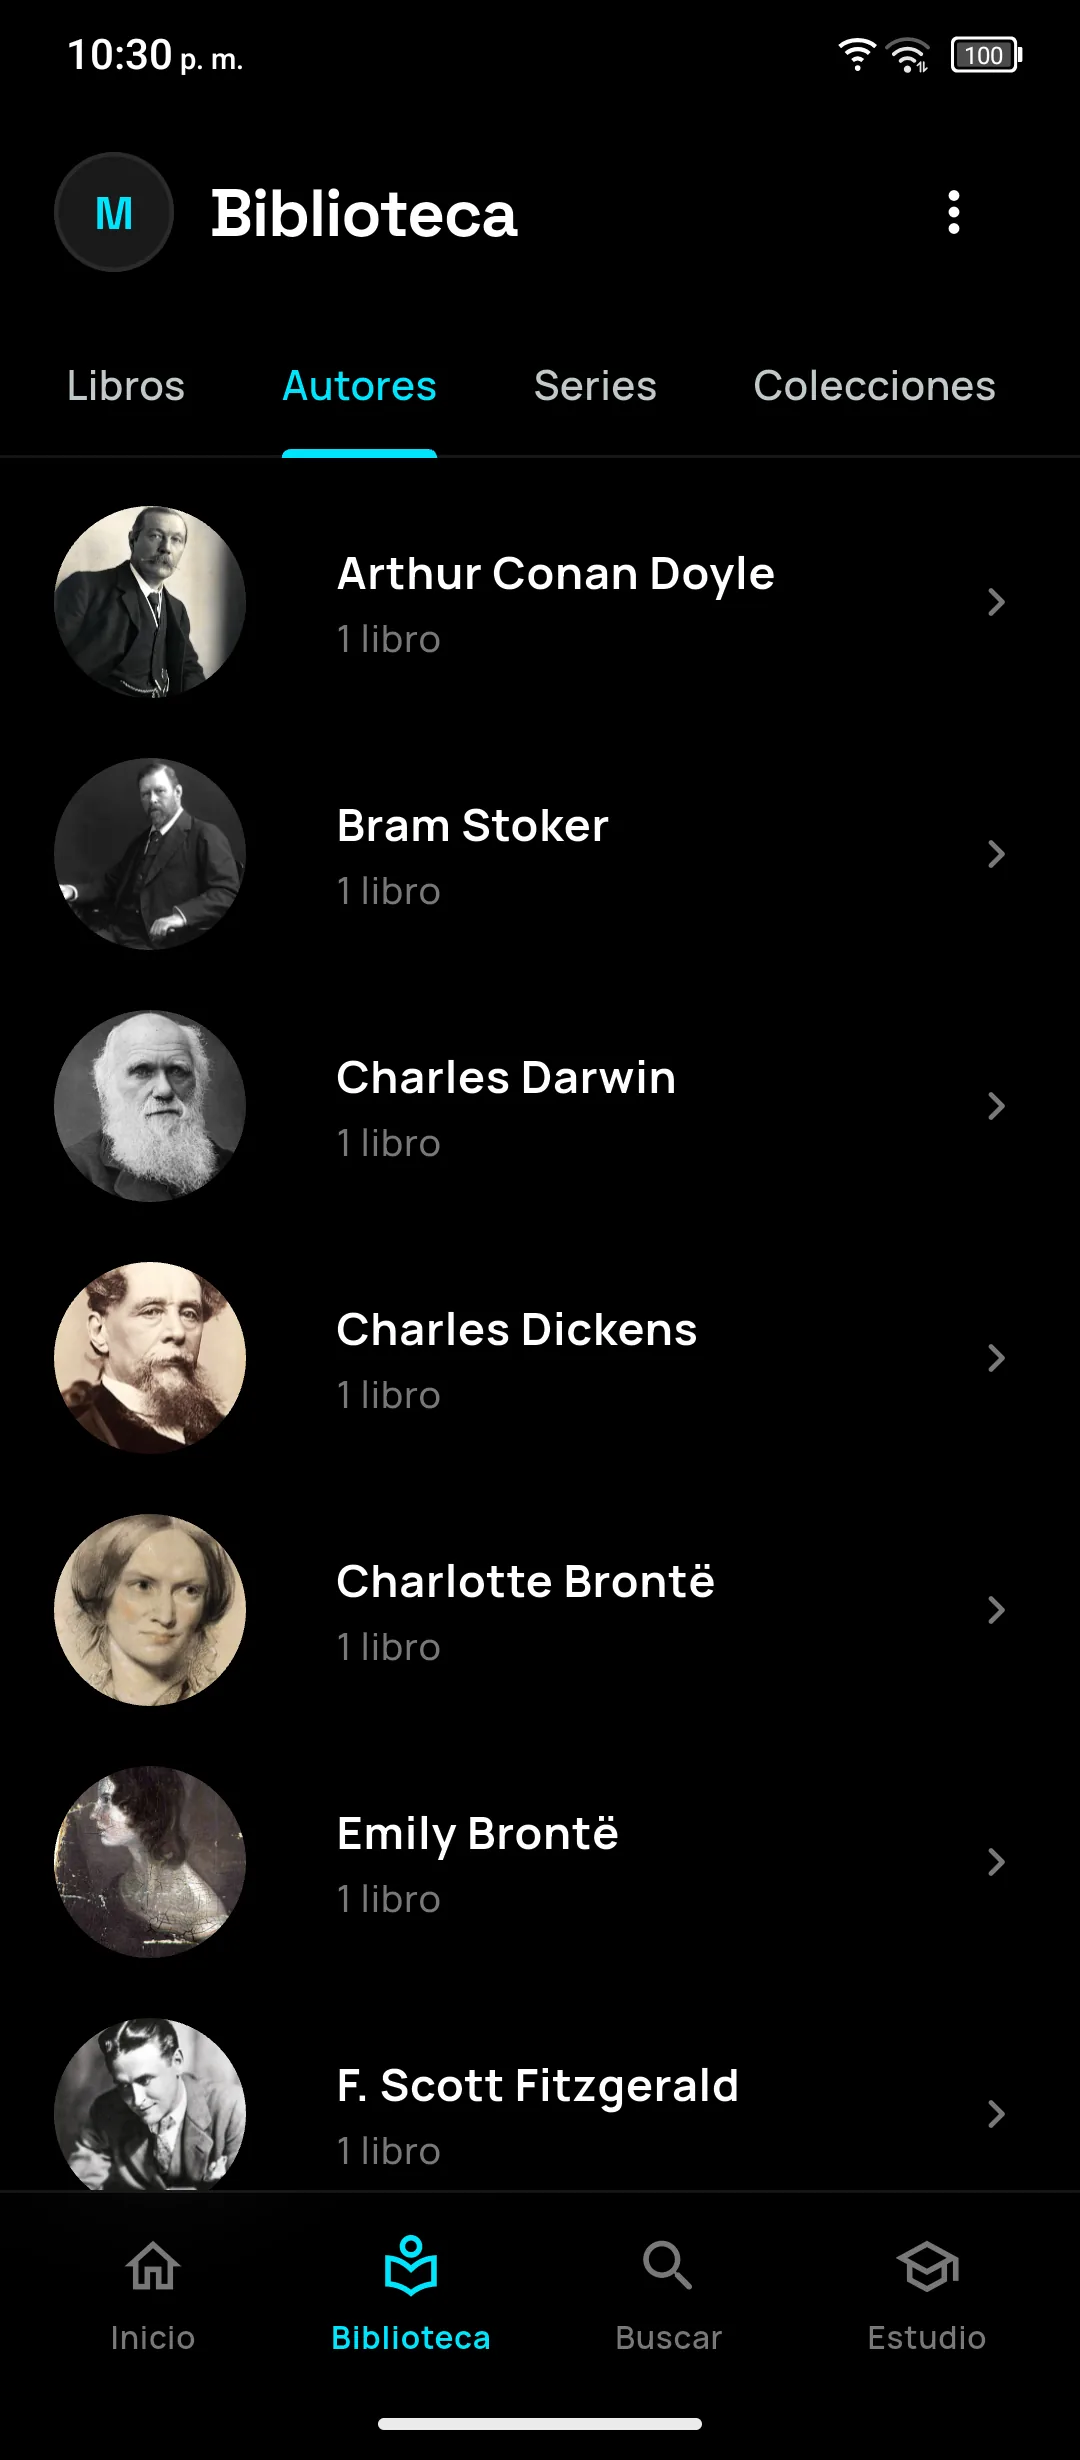 10:30 p. m.
100
M
Biblioteca
Libros
Autores
Series
Colecciones
Arthur Conan Doyle
1 libro
Bram Stoker
1 libro
Charles Darwin
1 libro
Charles Dickens
1 libro
Charlotte Brontë
1 libro
Emily Brontë
1 libro
F. Scott Fitzgerald
1 libro
Inicio
Biblioteca
Buscar
Estudio